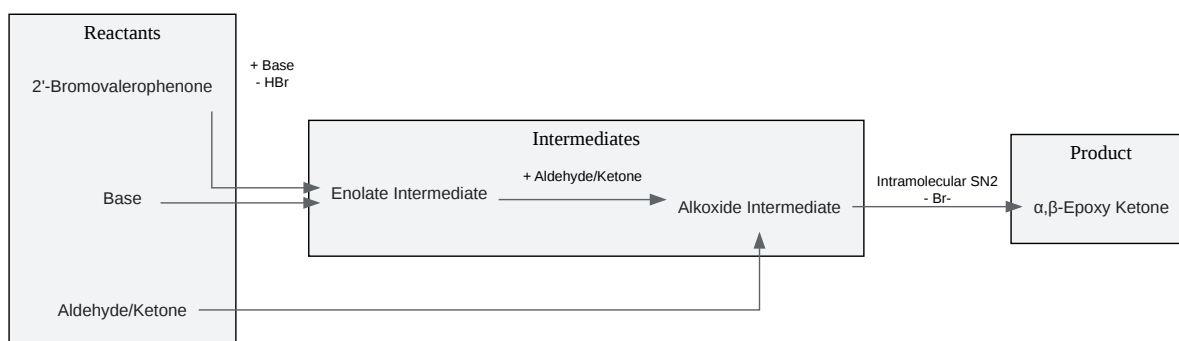 Reactants
2'-Bromovalerophenone
+ Base
- HBr
Intermediates
Product
+ Aldehyde/Ketone
Enolate Intermediate
Intramolecular SN2
- Br-
Base
Alkoxide Intermediate
α,β-Epoxy Ketone
Aldehyde/Ketone